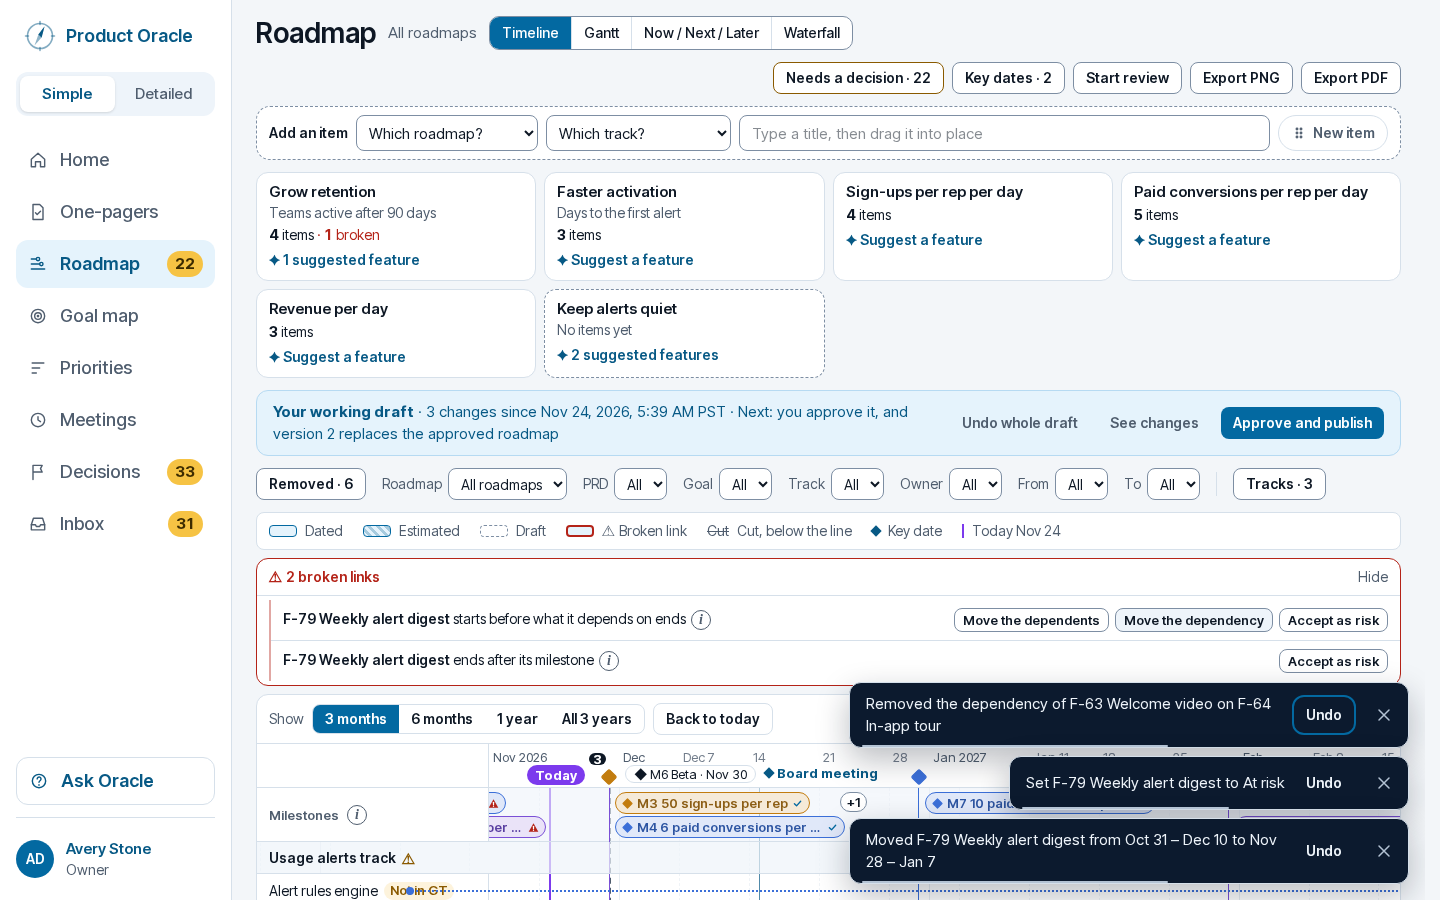 Product Oracle
Simple
Detailed
Home
One-pagers
Roadmap
22
Goal map
Priorities
Meetings
Decisions
33
Inbox
31
Ask Oracle
AD
Avery Stone
Owner
Roadmap
All roadmaps
Timeline
Gantt
Now / Next / Later
Waterfall
Needs a decision · 22
Key dates · 2
Start review
Export PNG
Export PDF
Add an item
Which roadmap?
Which track?
Type a title, then drag it into place
New item
Grow retention
Teams active after 90 days
4 items · 1 broken
1 suggested feature
Faster activation
Days to the first alert
3 items
Suggest a feature
Sign-ups per rep per day
4 items
Suggest a feature
Paid conversions per rep per day
5 items
Suggest a feature
Revenue per day
3 items
Suggest a feature
Keep alerts quiet
No items yet
2 suggested features
Your working draft · 3 changes since Nov 24, 2026, 5:39 AM PST · Next: you approve it, and
version 2 replaces the approved roadmap
Undo whole draft
See changes
Approve and publish
Removed · 6
Roadmap
All roadmaps
PRD
All
Goal
All
Track
All
Owner
All
From
All
To
All
Tracks · 3
Dated
Estimated
Draft
⚠ Broken link
Cut
Cut, below the line
Key date
Today Nov 24
⚠ 2 broken links
Hide
F-79 Weekly alert digest starts before what it depends on ends i
Move the dependents
Move the dependency
Accept as risk
F-79 Weekly alert digest ends after its milestone i
Accept as risk
Show
3 months
6 months
1 year
All 3 years
Back to today
Removed the dependency of F-63 Welcome video on F-64
In-app tour
Undo
Nov 2026
3
Dec
Dec 7
14
21
28
Jan 2027
Today
M6 Beta · Nov 30
Board meeting
Set F-79 Weekly alert digest to At risk
Undo
Milestones i
M3 50 sign-ups per rep
+1
M7 10 paid
per ...
M4 6 paid conversions per ...
Moved F-79 Weekly alert digest from Oct 31 – Dec 10 to Nov
28 – Jan 7
Undo
Usage alerts track ⚠
Alert rules engine